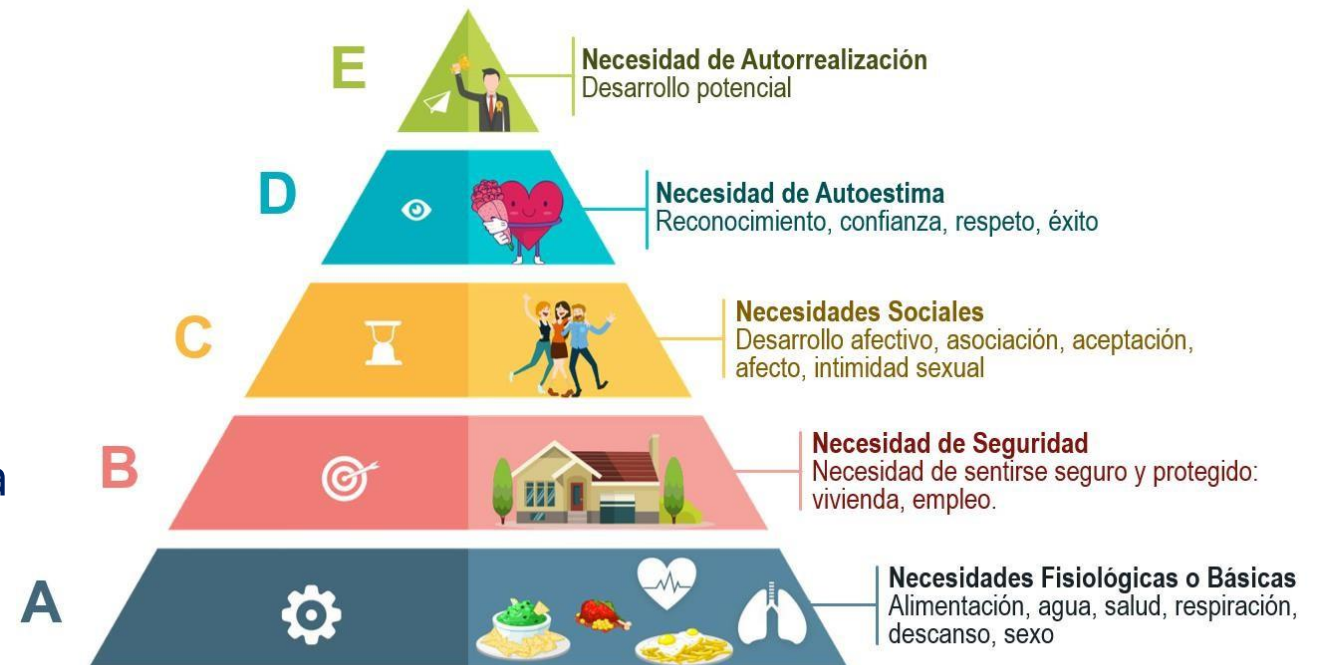 E
Necesidad de Autorrealización
Desarrollo potencial
D
Necesidad de Autoestima
Reconocimiento, confianza, respeto, éxito
C
Necesidades Sociales
Desarrollo afectivo, asociación, aceptación,
afecto, intimidad sexual
a
B
Necesidad de Seguridad
Necesidad de sentirse seguro y protegido:
vivienda, empleo.
A
Necesidades Fisiológicas o Básicas
Alimentación, agua, salud, respiración,
descanso, sexo